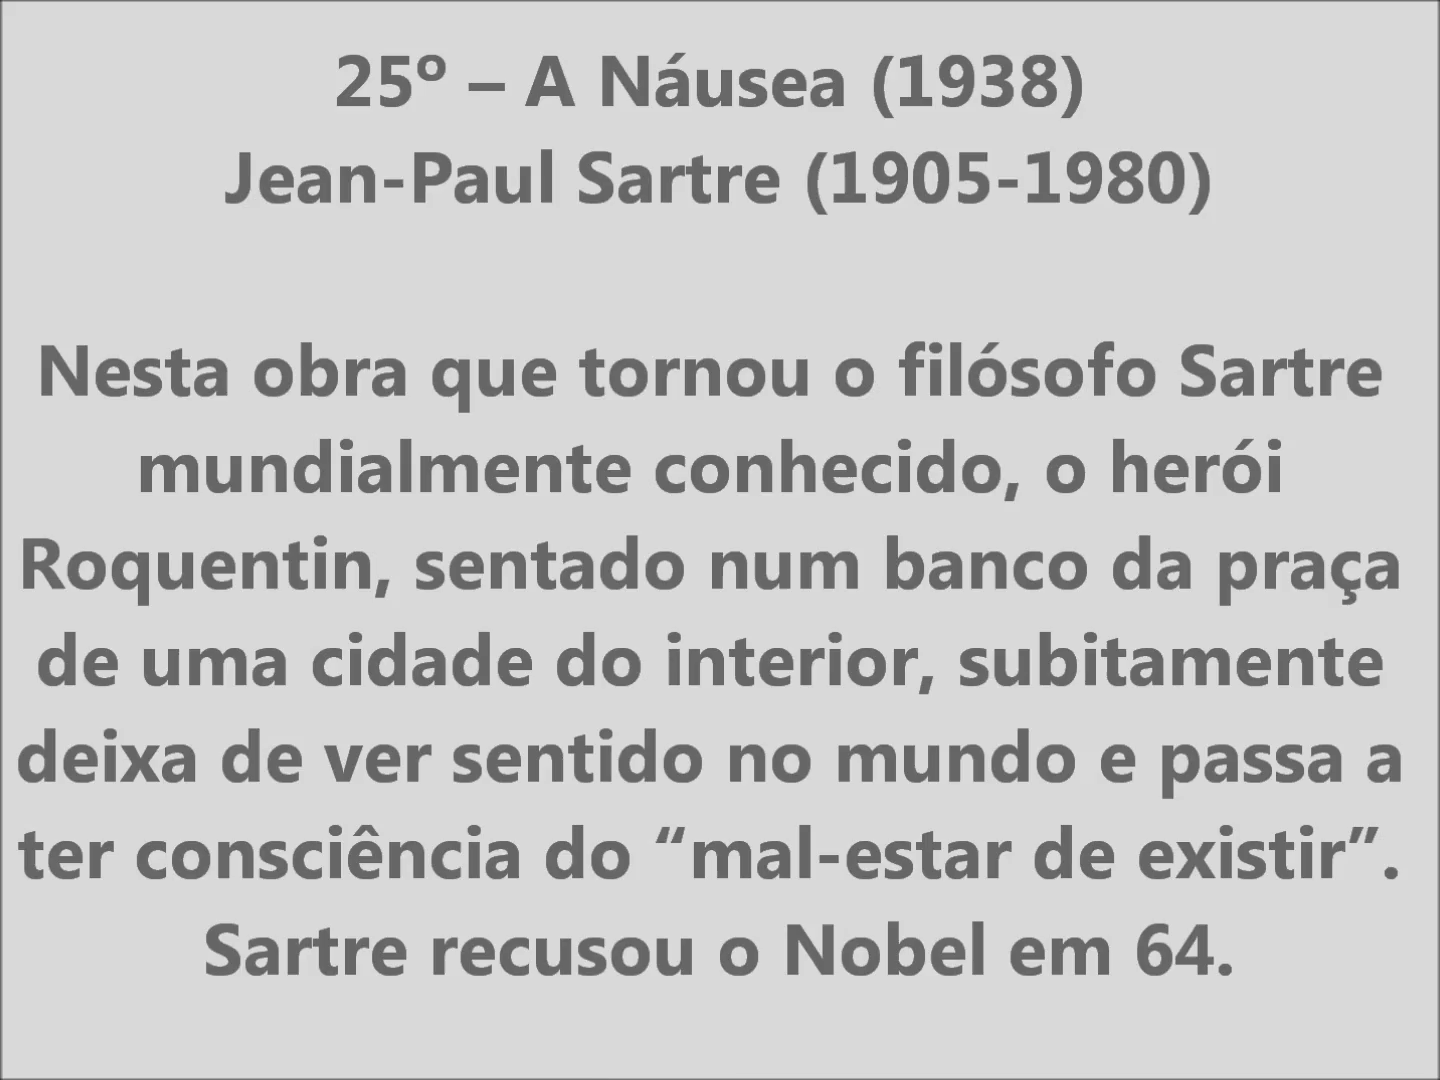 25º – A Náusea (1938)
Jean-Paul Sartre (1905-1980)
Nesta obra que tornou o filósofo Sartre
mundialmente conhecido, o herói
Roquentin, sentado num banco da praça
de uma cidade do interior, subitamente
deixa de ver sentido no mundo e passa a
ter consciência do “mal-estar de existir”.
Sartre recusou o Nobel em 64.